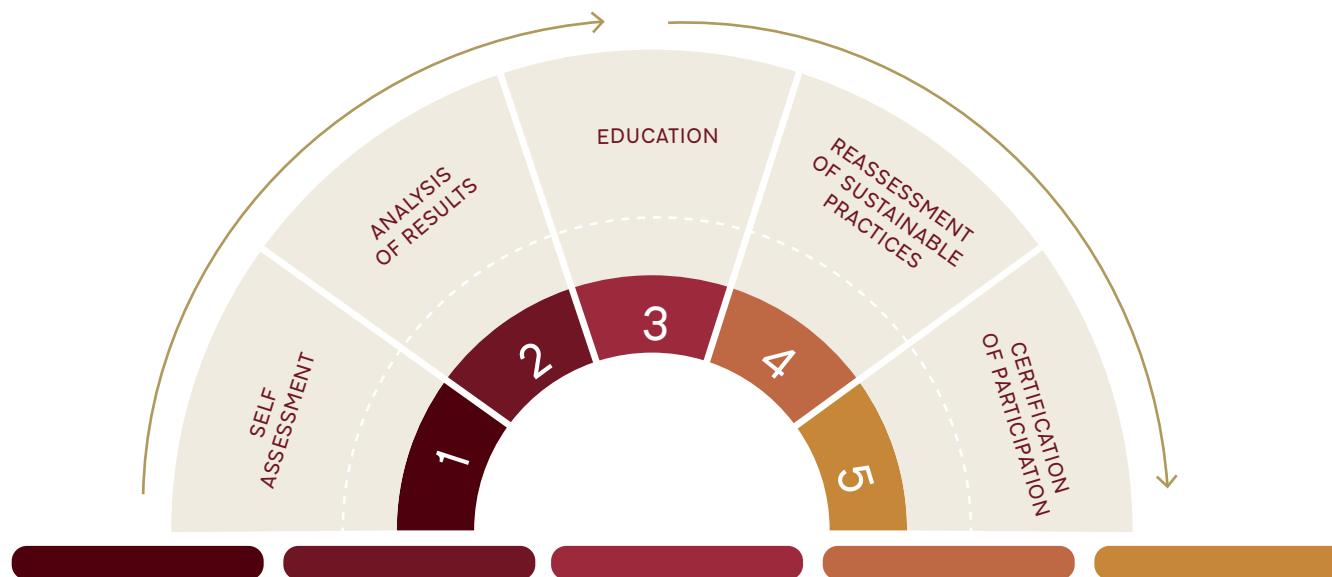 SELF
ASSESSMENT
1
ANALYSIS
OF RESULTS
2
EDUCATION
3
REASSESSMENT
OF SUSTAINABLE
PRACTICES
4
CERTIFICATION
OF PARTICIPATION
5